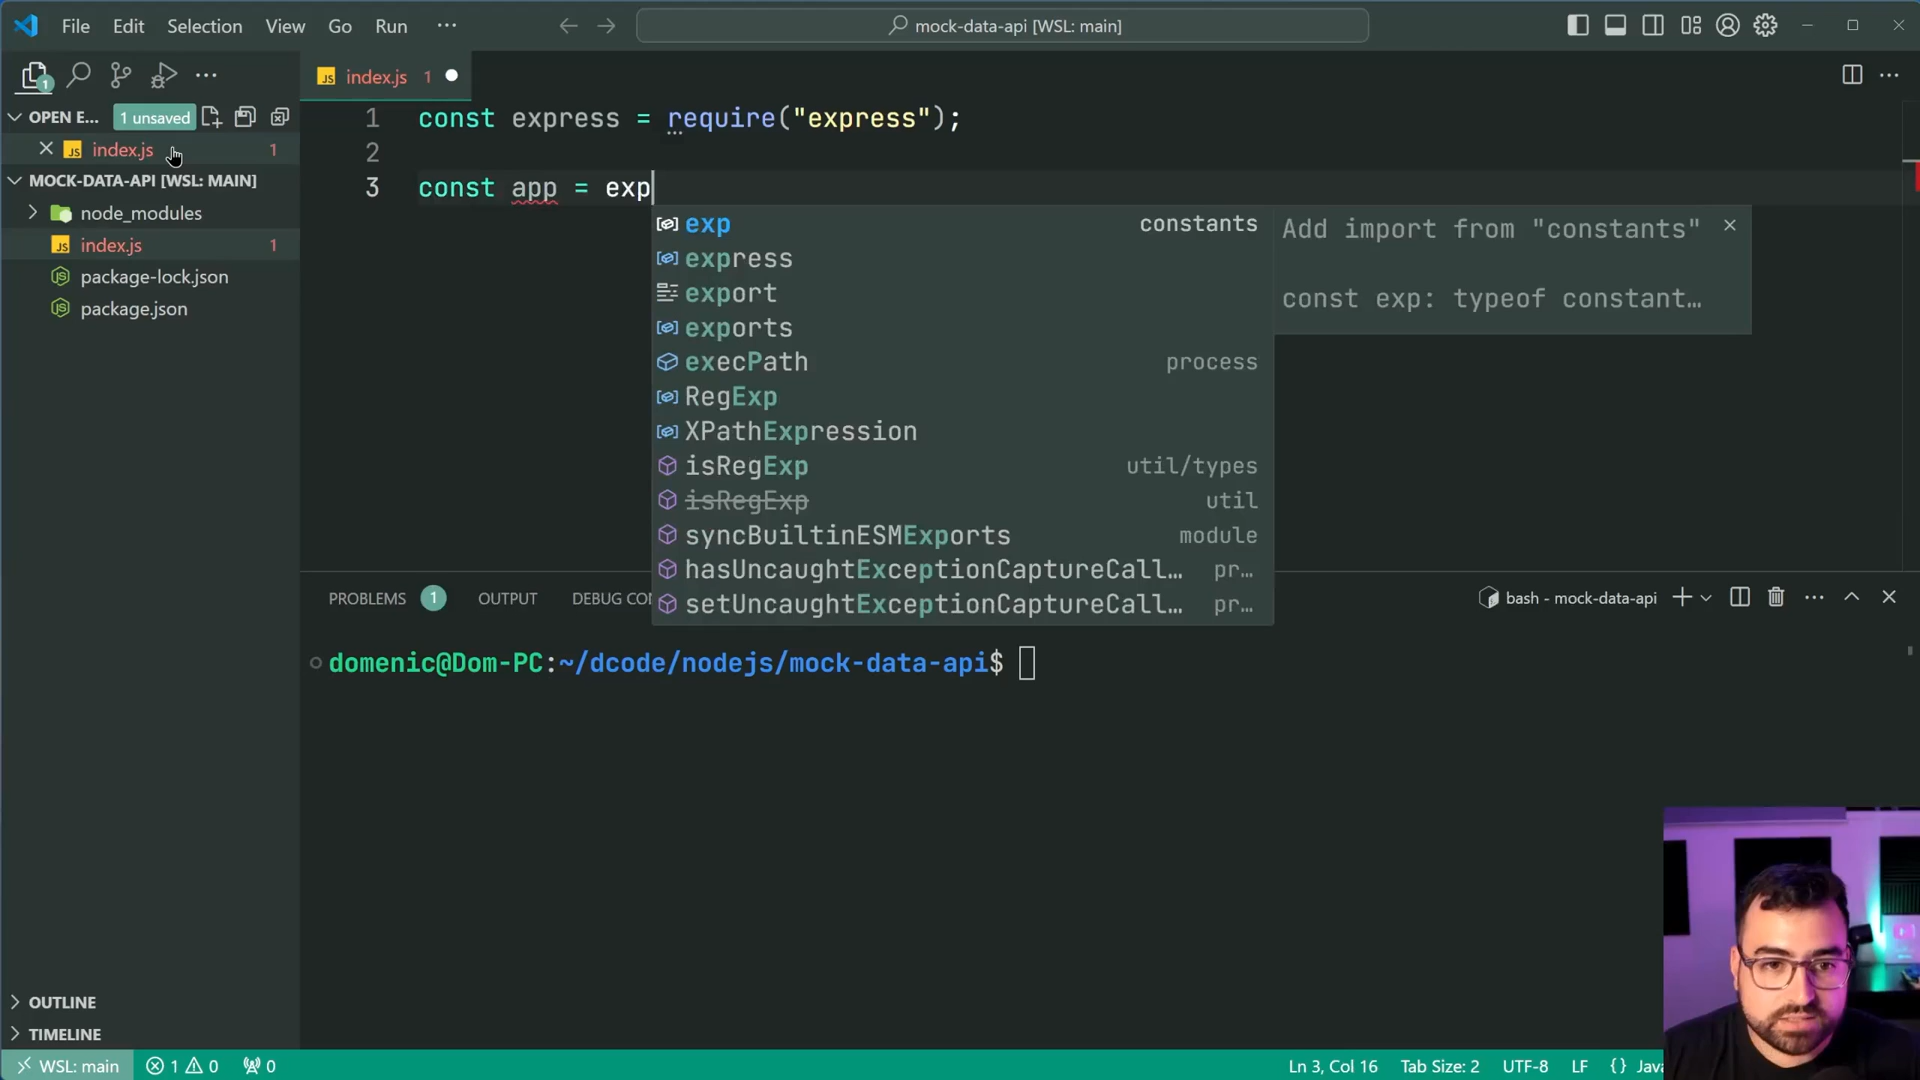 File Edit Selection View Go Run ··· mock-data-api [WSL: main]
1 ···
JS index.js 1
OPEN E... 1 unsaved
JS index.js 1
MOCK-DATA-API [WSL: MAIN]
node_modules
JS index.js 1
package-lock.json
package.json
1 const express = require("express");
2
3 const app = exp
exp constants
express
export
exports
execPath process
RegExp
XPathExpression
isRegExp util/types
isRegExp util
syncBuiltinESMExports module
hasUncaughtExceptionCaptureCall... pr...
setUncaughtExceptionCaptureCall... pr...
Add import from "constants"
const exp: typeof constant...
PROBLEMS 1 OUTPUT DEBUG CON bash - mock-data-api
domenic@Dom-PC:~/dcode/nodejs/mock-data-api$
OUTLINE
TIMELINE
WSL: main 1 0 0 Ln 3, Col 16 Tab Size: 2 UTF-8 LF {} Java